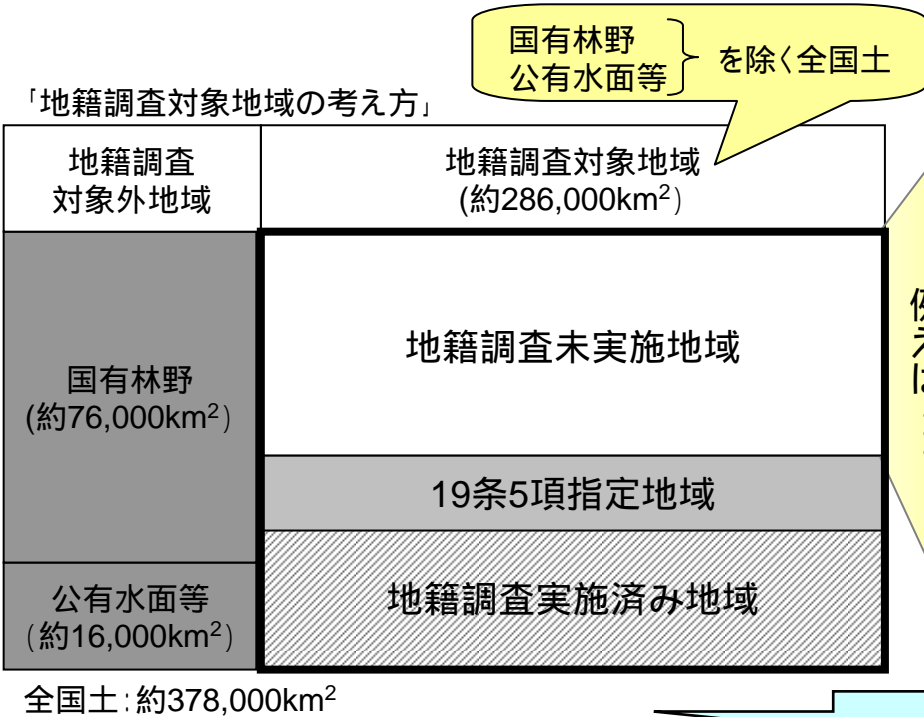 国有林野
公有水面等
を除く全国土
「地籍調査対象地域の考え方」
地籍調査
対象外地域
地籍調査対象地域
(約286,000km²)
地籍調査未実施地域
国有林野
(約76,000km²)
19条5項指定地域
公有水面等
(約16,000km²)
地籍調査実施済み地域
全国土:約378,000km²